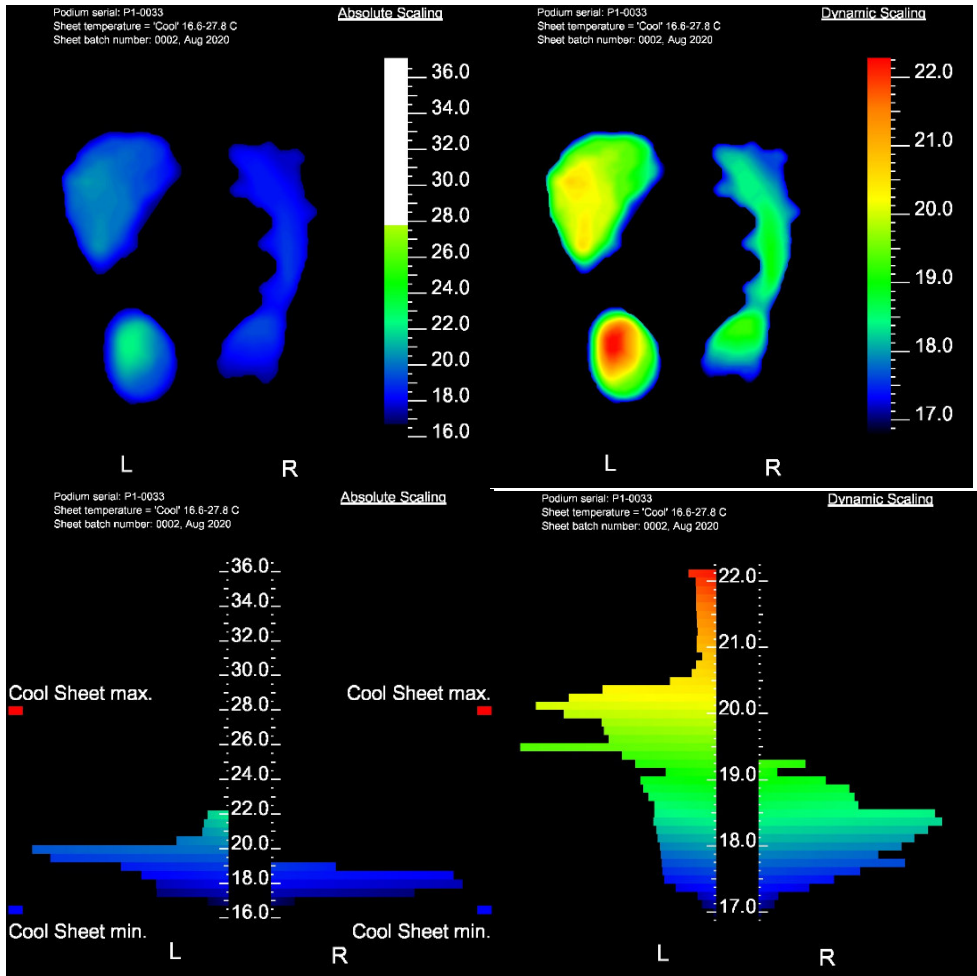 Podium serial: P1-0033
Absolute Scaling
Sheet temperature = 'Cool' 16.6-27.8 C
Sheet batch number: 0002, Aug 2020
36.0
34.0
32.0
30.0
28.0
26.0
24.0
22.0
20.0
18.0
16.0
L
R
Podium serial: P1-0033
Dynamic Scaling
Sheet temperature = 'Cool' 16.6-27.8 C
Sheet batch number: 0002, Aug 2020
22.0
21.0
20.0
19.0
18.0
17.0
L
R
Podium serial: P1-0033
Absolute Scaling
Sheet temperature = 'Cool' 16.6-27.8 C
Sheet batch number: 0002, Aug 2020
36.0
34.0
32.0
30.0
Cool Sheet max.
Cool Sheet max.
28.0
26.0
24.0
22.0
20.0
18.0
16.0
Cool Sheet min.
Cool Sheet min.
L
R
Podium serial: P1-0033
Dynamic Scaling
Sheet temperature = 'Cool' 16.6-27.8 C
Sheet batch number: 0002, Aug 2020
22.0
21.0
20.0
19.0
18.0
17.0
L
R